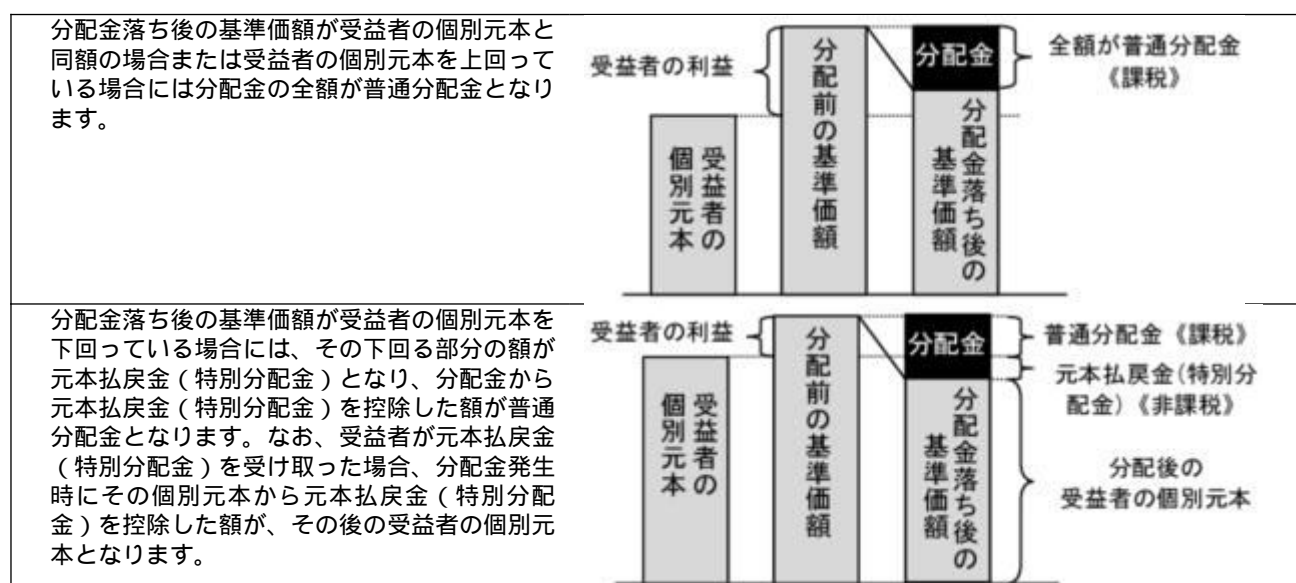 分配金落ち後の基準価額が受益者の個別元本と
同額の場合または受益者の個別元本を上回って
いる場合には分配金の全額が普通分配金となり
ます。
受益者の利益
受益者の
個別元本
分配前の基準価額
分配金
分配金落ち後の
基準価額
全額が普通分配金
《課税》
分配金落ち後の基準価額が受益者の個別元本を
下回っている場合には、その下回る部分の額が
元本払戻金(特別分配金)となり、分配金から
元本払戻金(特別分配金)を控除した額が普通
分配金となります。なお、受益者が元本払戻金
(特別分配金)を受け取った場合、分配金発生
時にその個別元本から元本払戻金(特別分配
金)を控除した額が、その後の受益者の個別元
本となります。
受益者の利益
受益者の
個別元本
分配前の基準価額
分配金
分配金落ち後の
基準価額
普通分配金《課税》
元本払戻金(特別分
配金)《非課税》
分配後の
受益者の個別元本